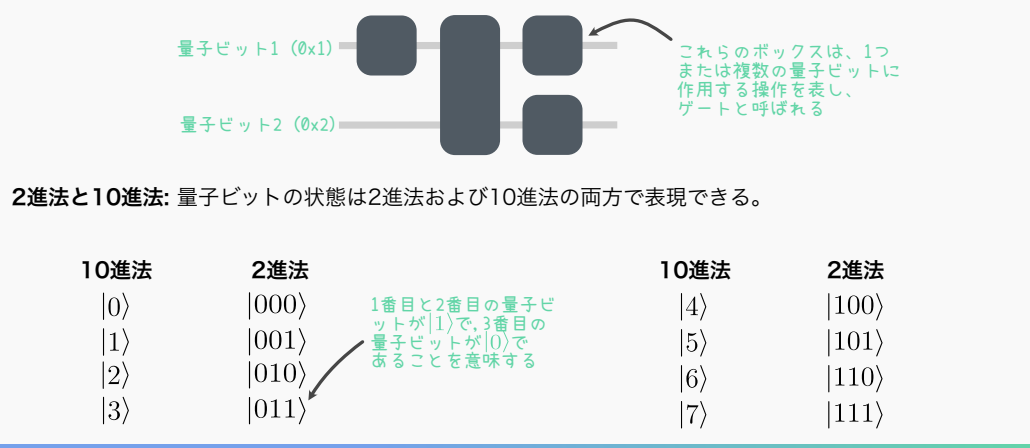 量子ビット1 (0x1)
これらのボックスは、1つ
または複数の量子ビットに
作用する操作を表し、
ゲートと呼ばれる
量子ビット2 (0x2)
2進法と10進法: 量子ビットの状態は2進法および10進法の両方で表現できる。
10進法 2進法 10進法 2進法
|0⟩ |000⟩ |4⟩ |100⟩
|1⟩ |001⟩ |5⟩ |101⟩
|2⟩ |010⟩ |6⟩ |110⟩
|3⟩ |011⟩ |7⟩ |111⟩
1番目と2番目の量子ビ
ットが|1⟩で,3番目の
量子ビットが|0⟩で
あることを意味する